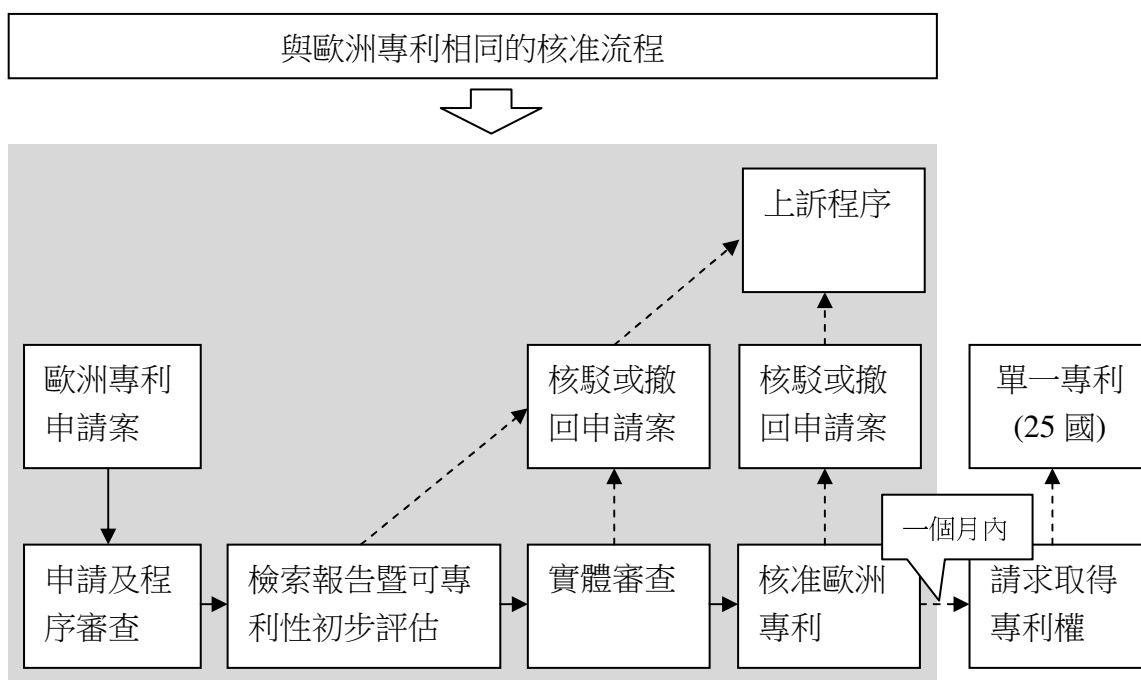 與歐洲專利相同的核准流程
上訴程序
歐洲專利
申請案
核駁或撤
回申請案
核駁或撤
回申請案
單一專利
(25 國)
一個月內
申請及程
序審查
檢索報告暨可專
利性初步評估
實體審查
核准歐洲
專利
請求取得
專利權